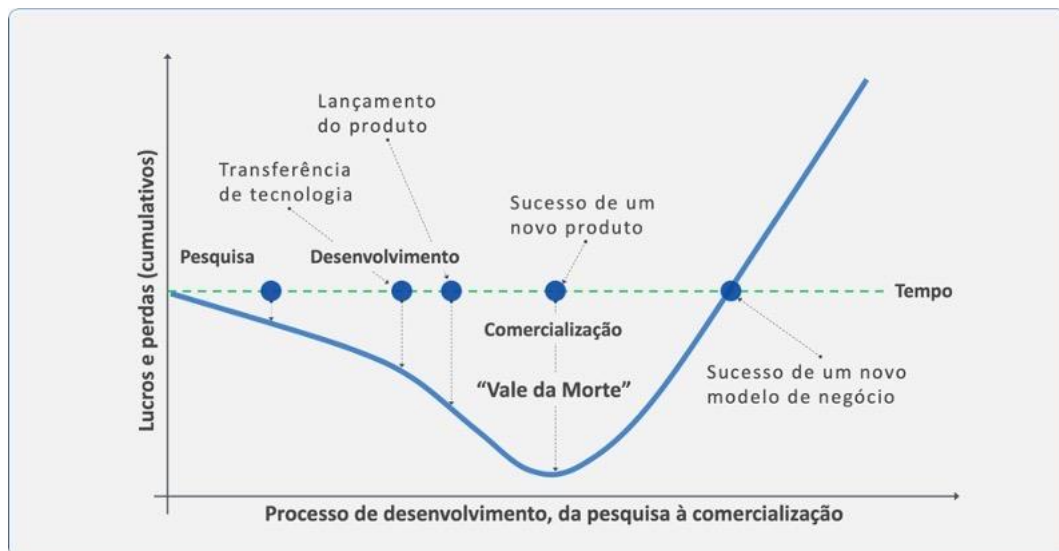 Lançamento
do produto
Transferência
de tecnologia
Sucesso de um
novo produto
Pesquisa
Desenvolvimento
Tempo
Comercialização
“Vale da Morte”
Sucesso de um novo
modelo de negócio
Lucros e perdas (cumulativos)
Processo de desenvolvimento, da pesquisa à comercialização